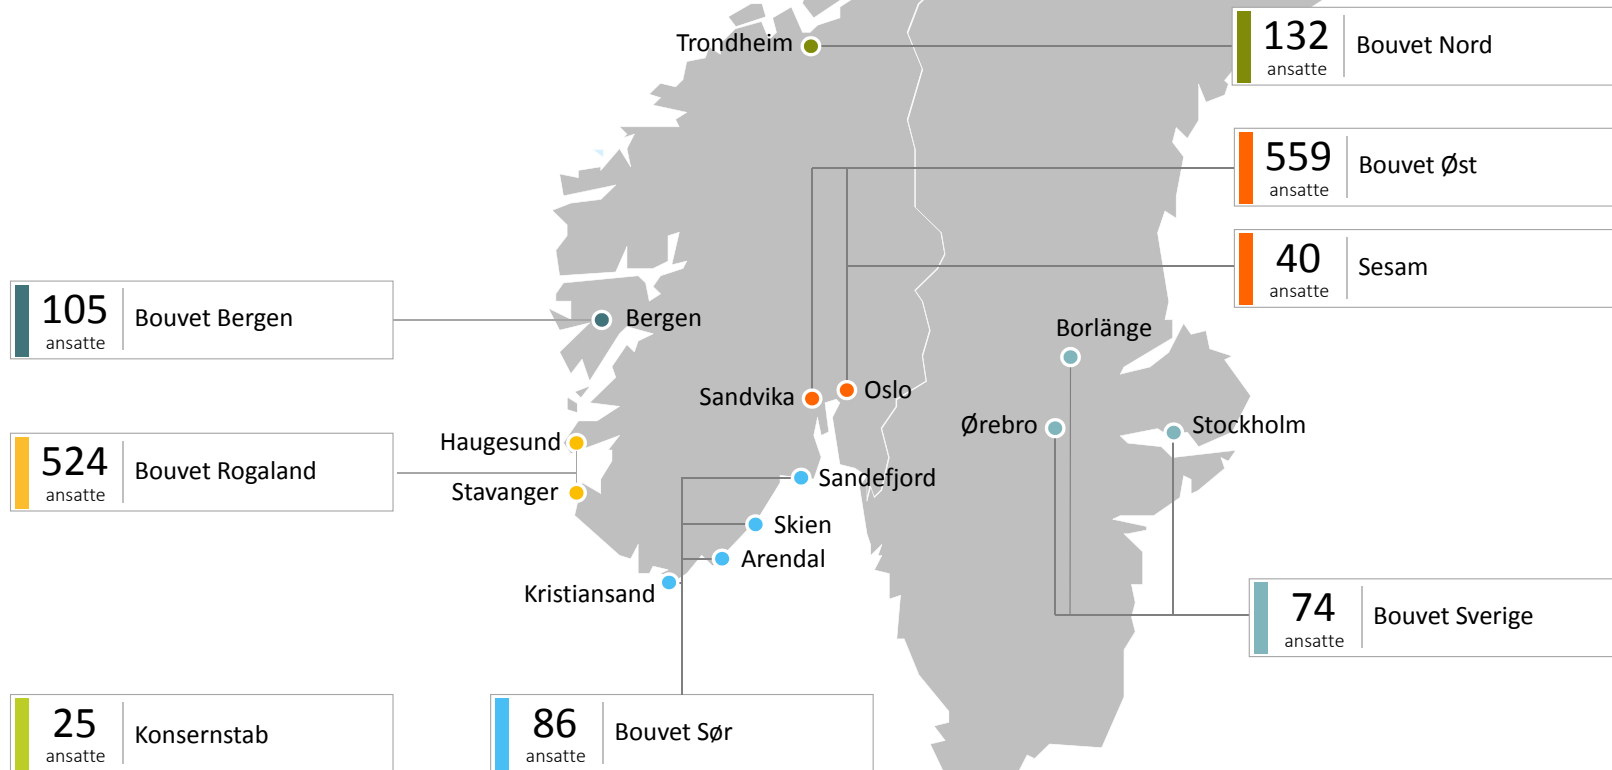 Trondheim
132
ansatte
Bouvet Nord
559
ansatte
Bouvet Øst
40
ansatte
Sesam
105
ansatte
Bouvet Bergen
Bergen
Borlänge
Sandvika
Oslo
Ørebro
Stockholm
Haugesund
524
ansatte
Bouvet Rogaland
Stavanger
Sandefjord
Skien
Arendal
Kristiansand
74
ansatte
Bouvet Sverige
25
ansatte
Konsernstab
86
ansatte
Bouvet Sør